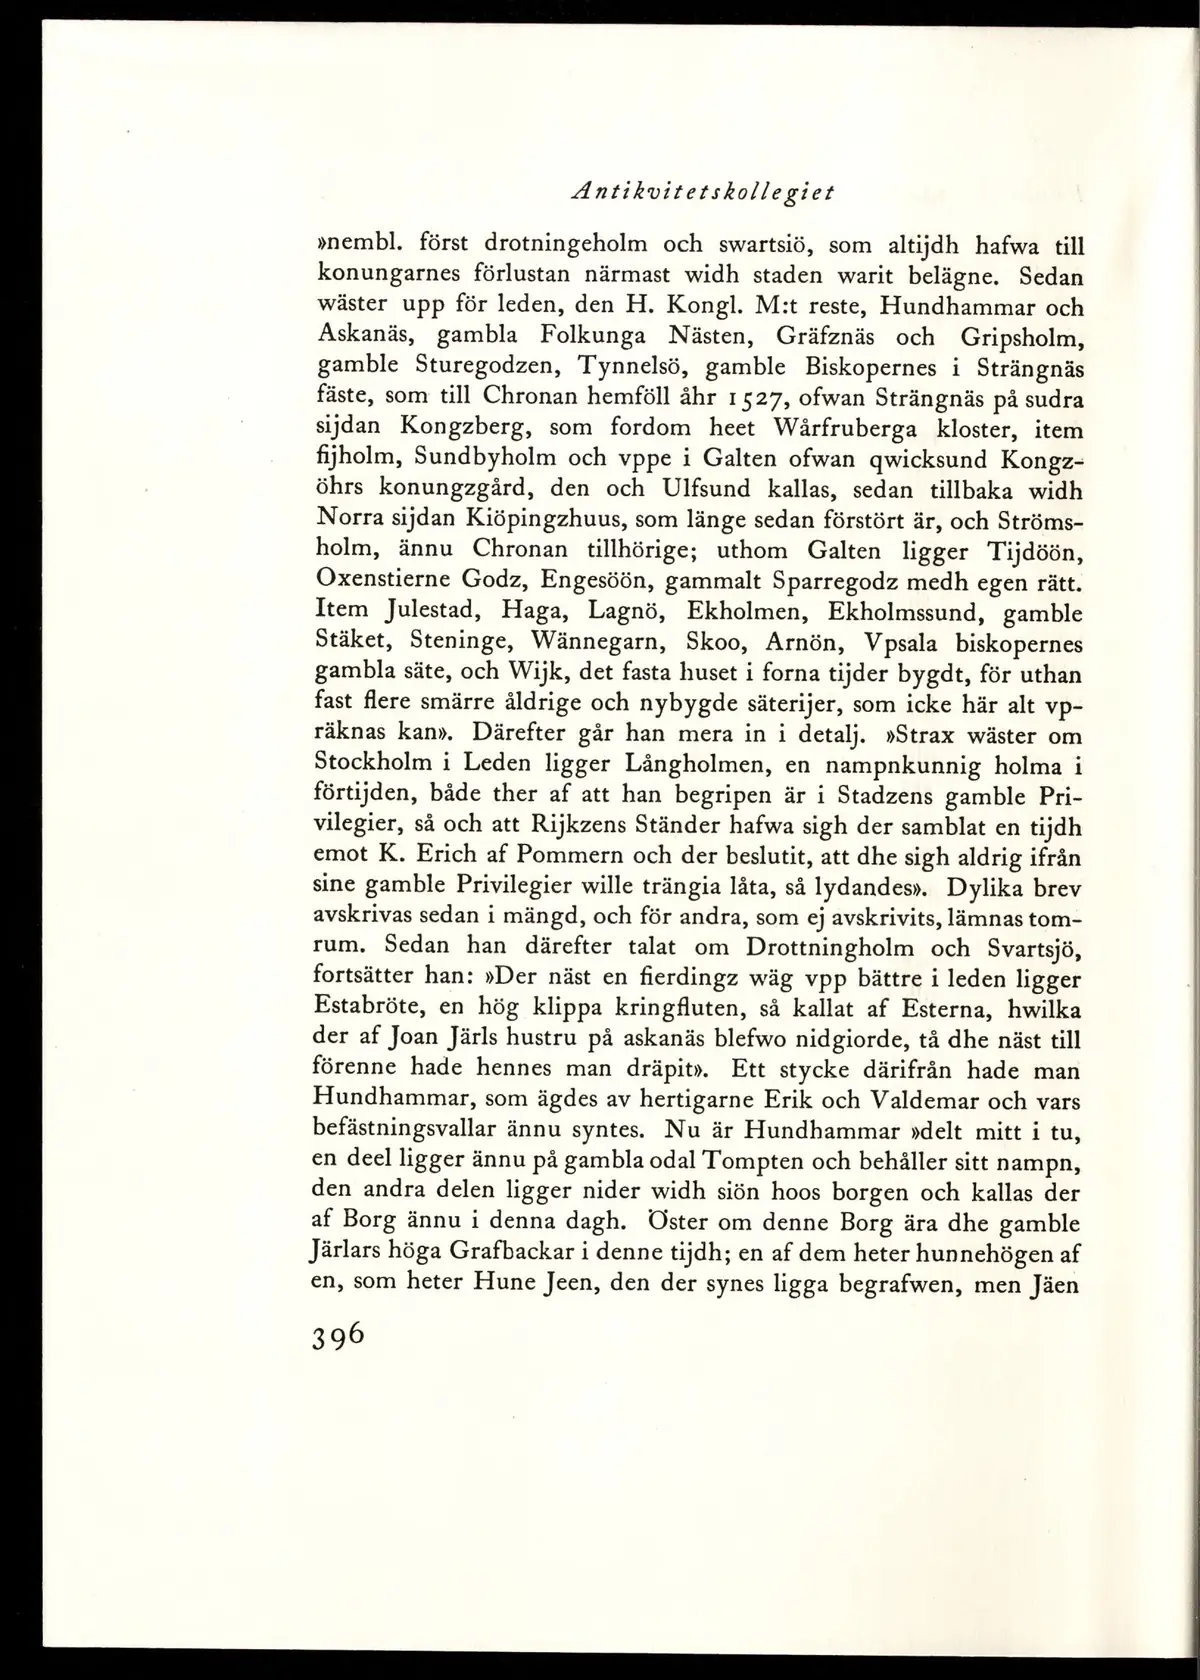 Antikvitetskollegiet
»nembl. först drotningeholm och swartsiö, som altijdh hafwa till
konungarnes förlustan närmast widh staden warit belägne. Sedan
wäster upp för leden, den H. Kongl. M:t reste, Hundhammar och
Askanäs, gambla Folkunga Nästen, Gräfznäs och Gripsholm,
gamble Sturegodzen, Tynnelsö, gamble Biskopernes i Strängnäs
fäste, som till Chronan hemföll åhr 1527, ofwan Strängnäs på sudra
sijdan Kongzberg, som fordom heet Wårfruberga kloster, item
fijholm, Sundbyholm och vppe i Galten ofwan qwicksund Kongz-
öhrs konungzgård, den och Ulfsund kallas, sedan tillbaka widh
Norra sijdan Kiöpingzhuus, som länge sedan förstört är, och Ströms-
holm, ännu Chronan tillhörige; uthom Galten ligger Tijdöön,
Oxenstierne Godz, Engesöön, gammalt Sparregodz medh egen rätt.
Item Julestad, Haga, Lagnö, Ekholmen, Ekholmssund, gamble
Stäket, Steninge, Wännegarn, Skoo, Arnön, Vpsala biskopernes
gambla säte, och Wijk, det fasta huset i forna tijder bygdt, för uthan
fast flere smärre åldrige och nybygde säterijer, som icke här alt vp-
räknas kan». Därefter går han mera in i detalj. »Strax wäster om
Stockholm i Leden ligger Långholmen, en nampnkunnig holma i
förtijden, både ther af att han begripen är i Stadzens gamble Pri-
vilegier, så och att Rijkzens Ständer hafwa sigh der samblat en tijdh
emot K. Erich af Pommern och der beslutit, att dhe sigh aldrig ifrån
sine gamble Privilegier wille trängia låta, så lydandes». Dylika brev
avskrivas sedan i mängd, och för andra, som ej avskrivits, lämnas tom-
rum. Sedan han därefter talat om Drottningholm och Svartsjö,
fortsätter han: »Der näst en fierdingz wäg vpp bättre i leden ligger
Estabröte, en hög klippa kringfluten, så kallat af Esterna, hwilka
der af Joan Järls hustru på askanäs blefwo nidgiorde, tå dhe näst till
förenne hade hennes man dräpit». Ett stycke därifrån hade man
Hundhammar, som ägdes av hertigarne Erik och Valdemar och vars
befästningsvallar ännu syntes. Nu är Hundhammar »delt mitt i tu,
en deel ligger ännu på gambla odal Tompten och behåller sitt nampn,
den andra delen ligger nider widh siön hoos borgen och kallas der
af Borg ännu i denna dagh. Öster om denne Borg ära dhe gamble
Järlars höga Grafbackar i denne tijdh; en af dem heter hunnehögen af
en, som heter Hune Jeen, den der synes ligga begrafwen, men Jäen
396